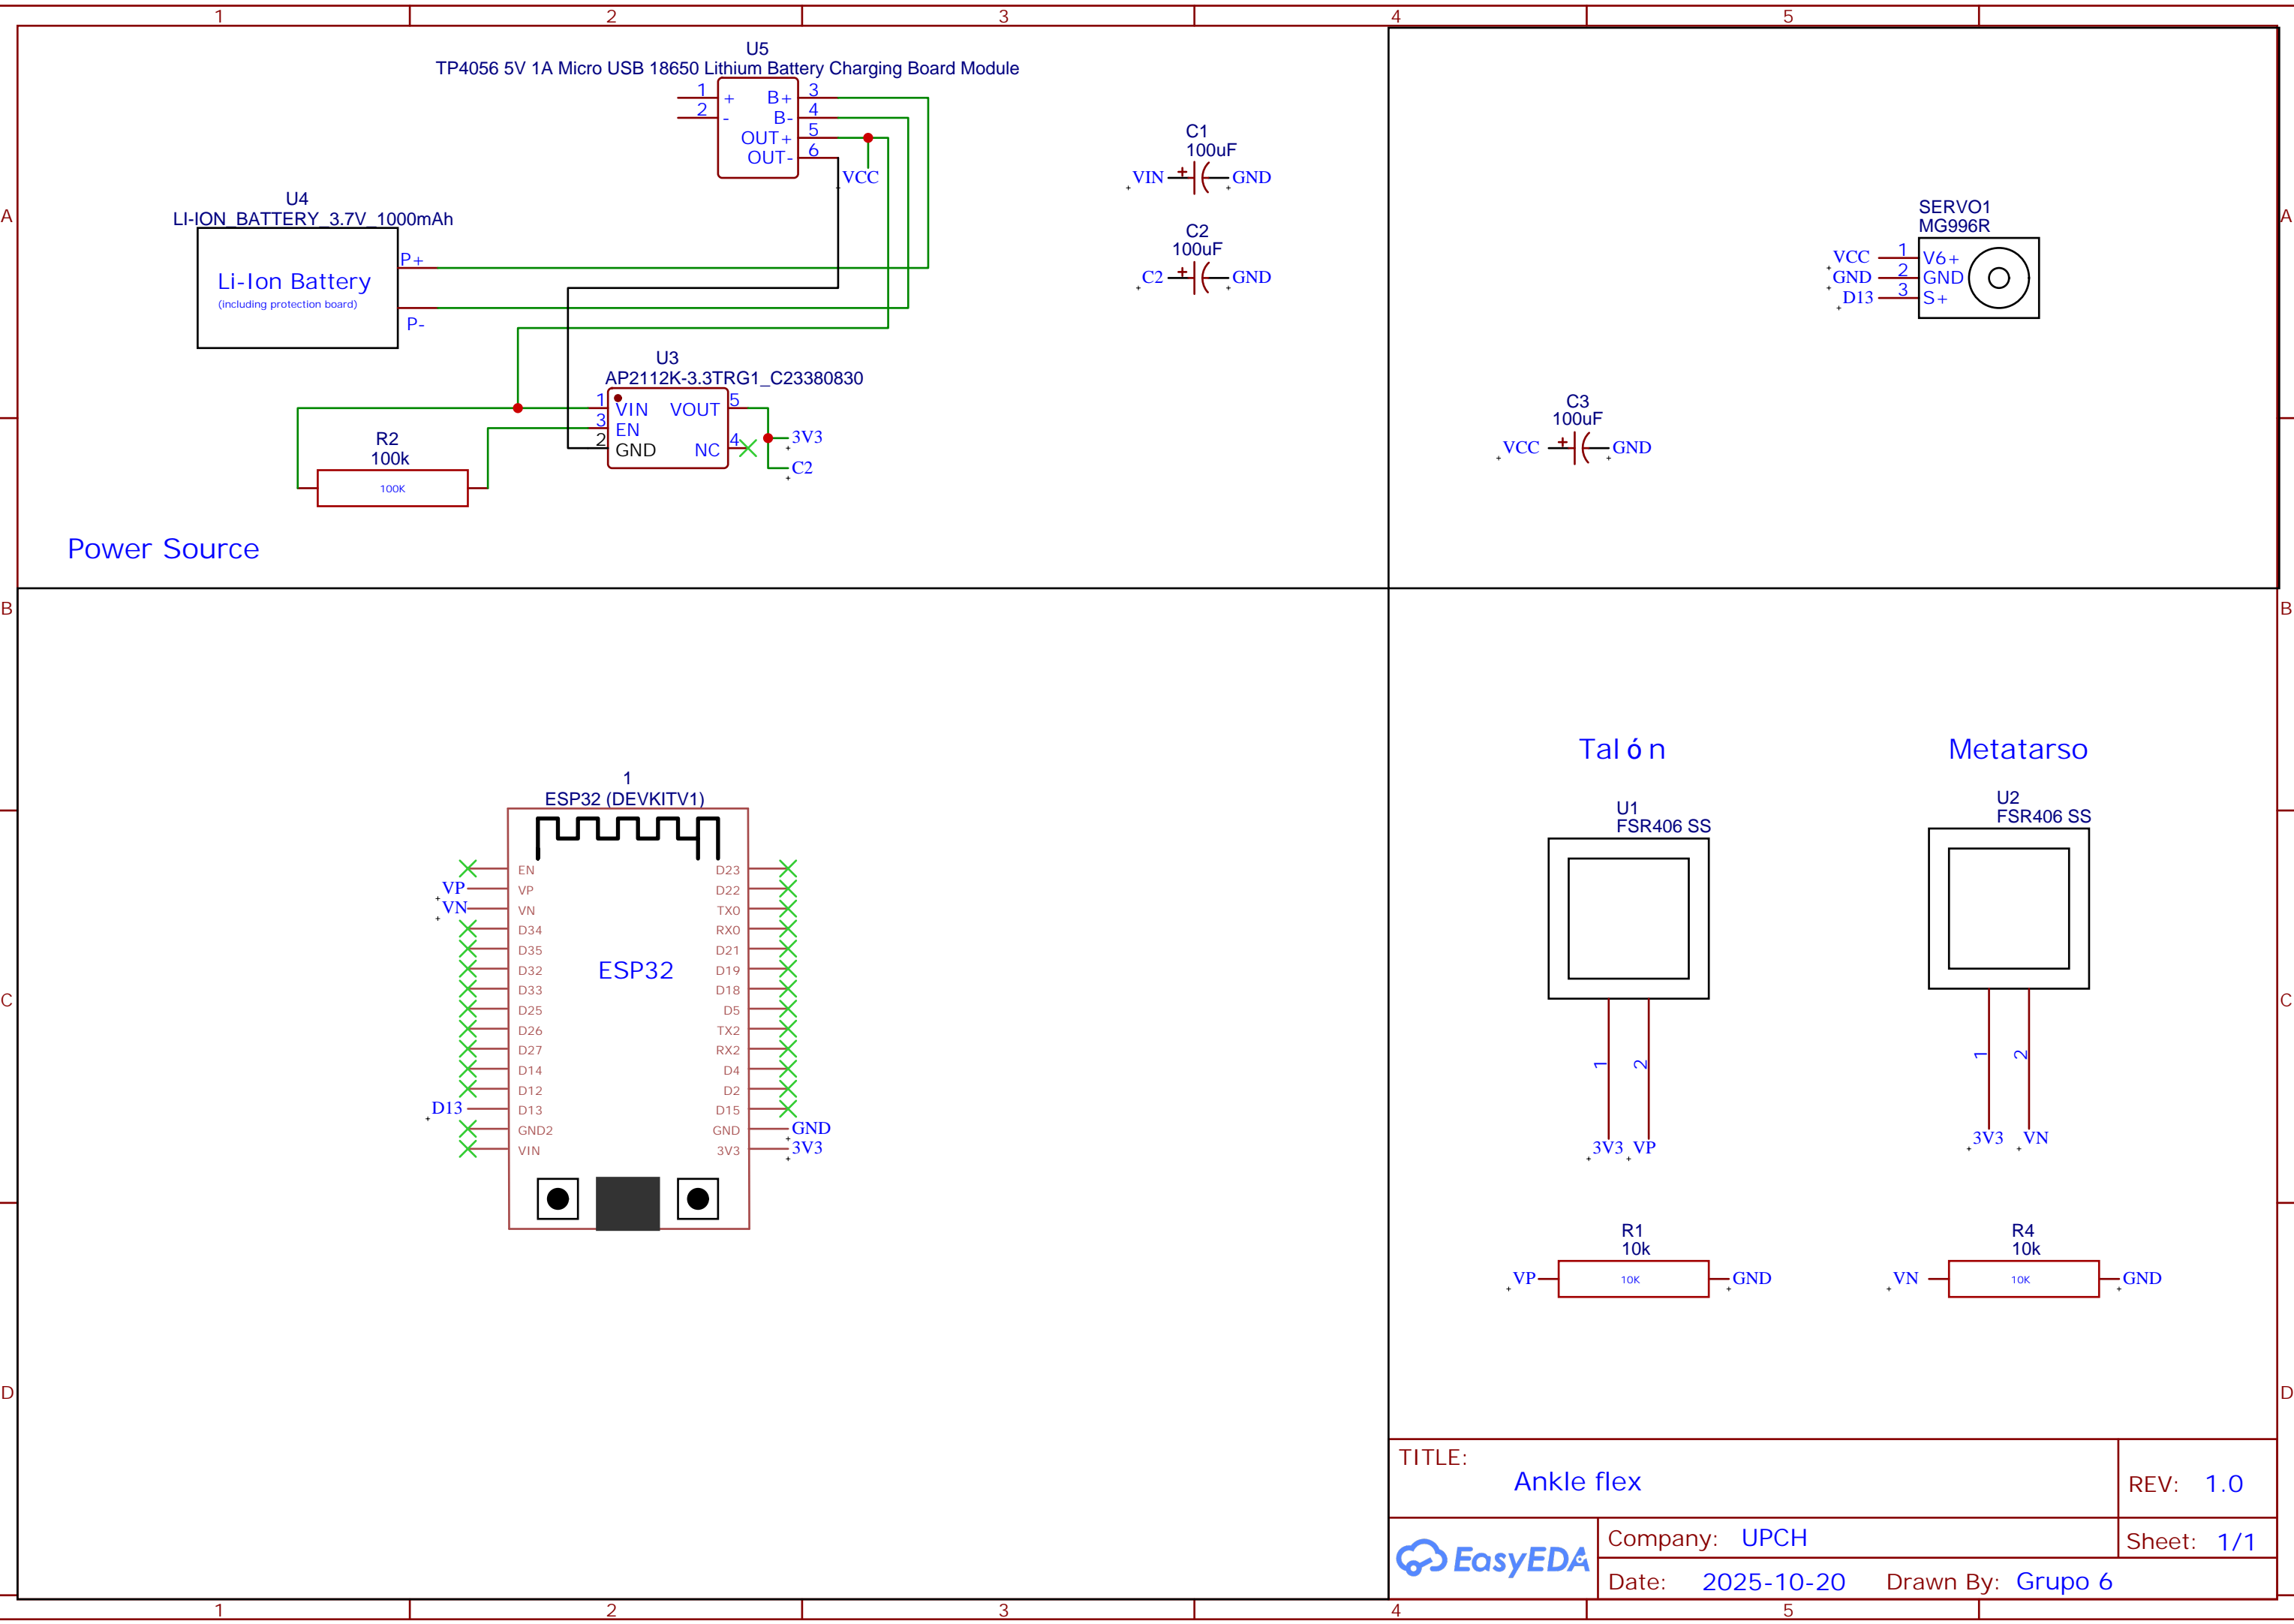 1 2 3 4 5
A
B
C
D
A
B
C
D
U5
TP4056 5V 1A Micro USB 18650 Lithium Battery Charging Board Module
1 + B+ 3
2 - B- 4
OUT+ 5
OUT- 6
VCC
U4
LI-ION_BATTERY_3.7V_1000mAh
Li-Ion Battery
(including protection board)
P+
P-
U3
AP2112K-3.3TRG1_C23380830
1 VIN VOUT 5
3 EN
2 GND NC 4
3V3
C2
R2
100k
100K
Power Source
C1
100uF
VIN + GND
C2
100uF
C2 + GND
SERVO1
MG996R
VCC 1 V6+
GND 2 GND
D13 3 S+
C3
100uF
VCC + GND
1
ESP32 (DEVKITV1)
ESP32
EN D23
VP VP D22
VN VN TX0
D34 RX0
D35 D21
D32 D19
D33 D18
D25 D5
D26 TX2
D27 RX2
D14 D4
D12 D2
D13 D13 D15
GND2 GND GND
VIN 3V3 3V3
Talón
U1
FSR406 SS
1 2
3V3 VP
R1
10k
VP 10K GND
Metatarso
U2
FSR406 SS
1 2
3V3 VN
R4
10k
VN 10K GND
TITLE:
Ankle flex
REV: 1.0
EasyEDA
Company: UPCH
Sheet: 1/1
Date: 2025-10-20 Drawn By: Grupo 6
1 2 3 4 5